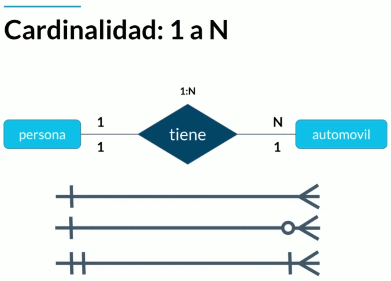 Cardinalidad: 1 a N
1:N
1 N
persona tiene automovil
1 1